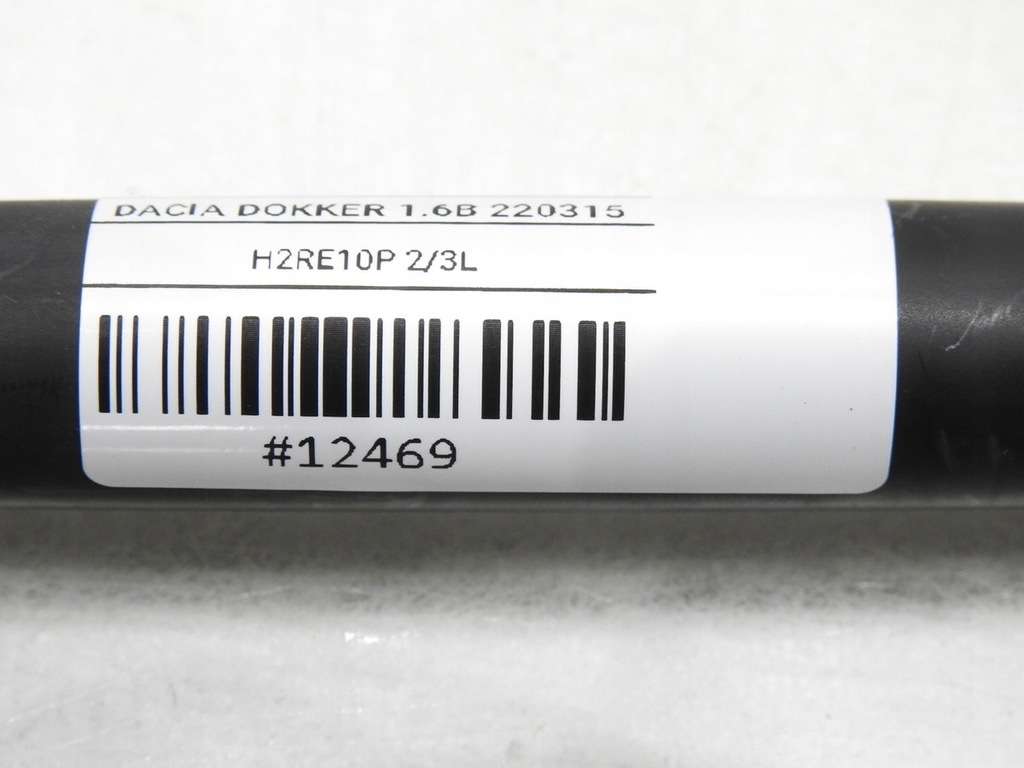 DACIA DOKKER 1.6B 220315
H2RE10P 2/3L
#12469